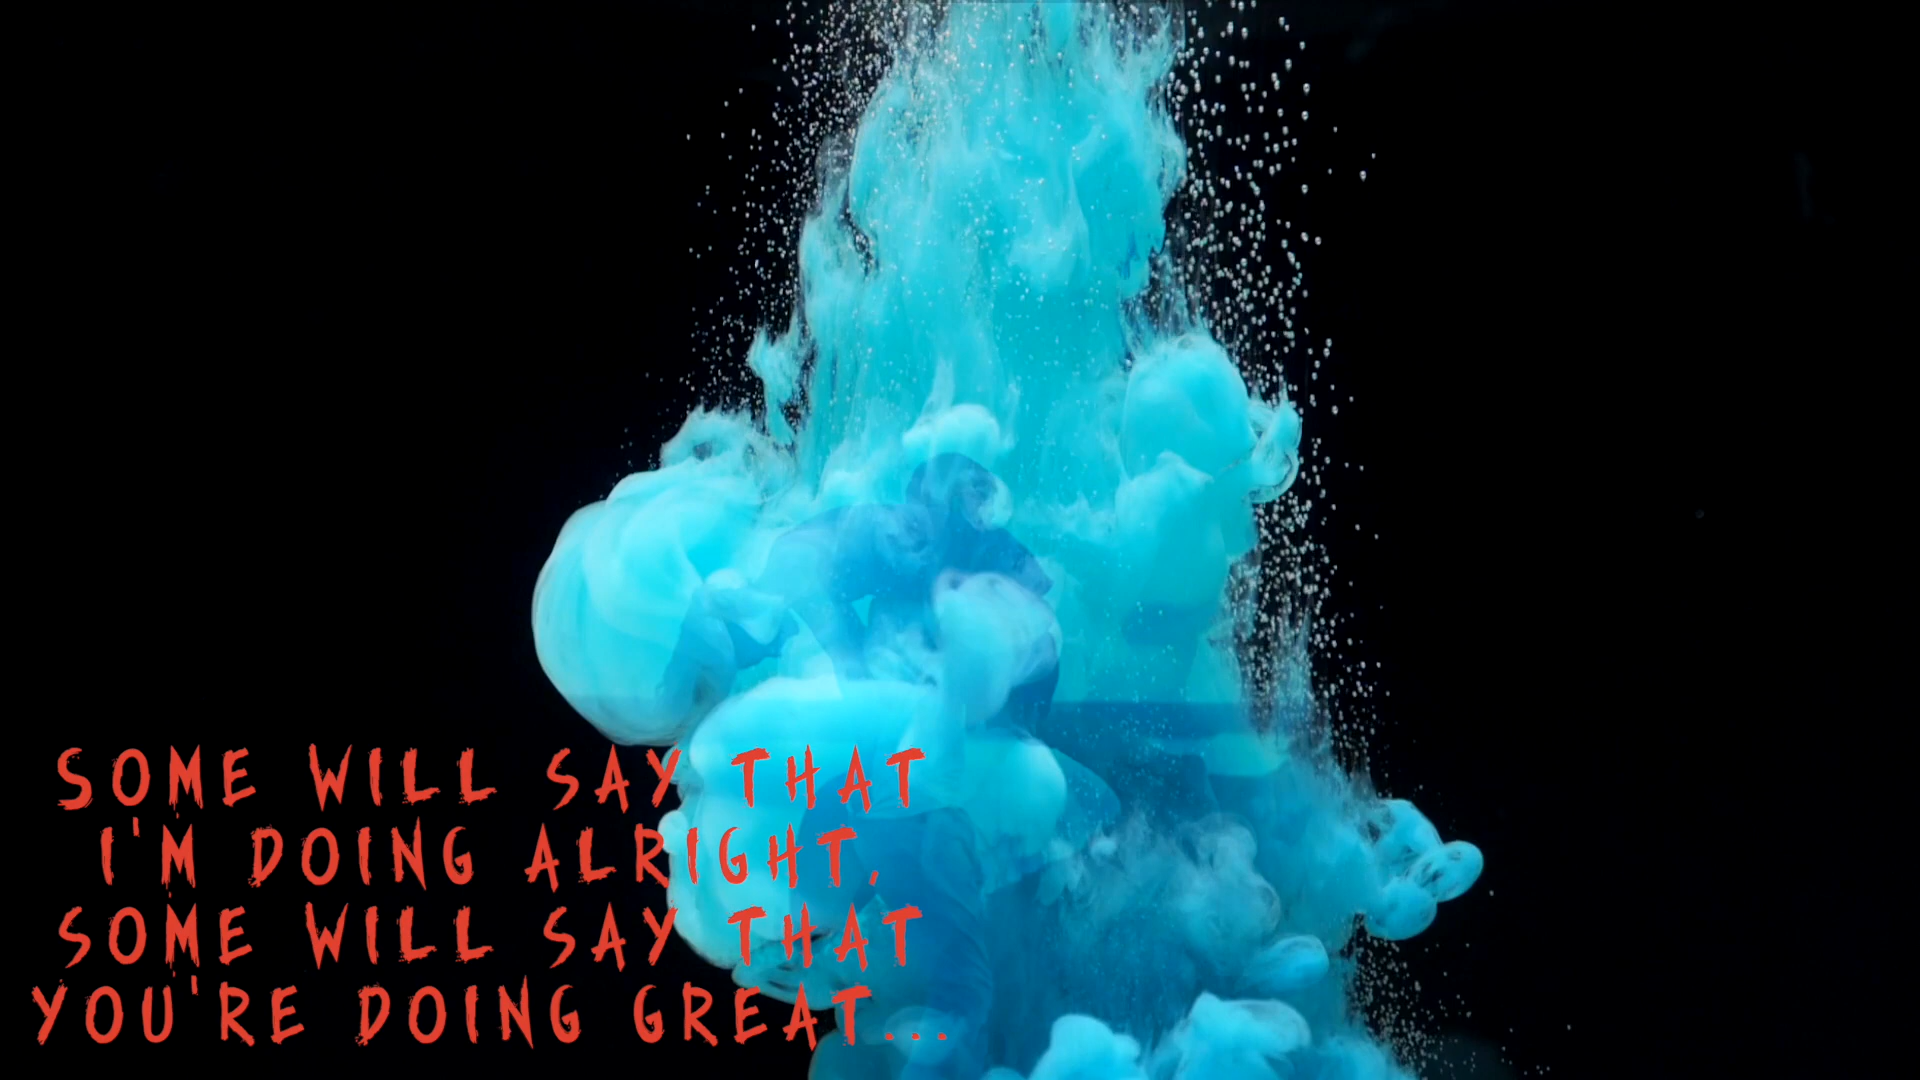 SOME WILL SAY THAT
I'M DOING ALRIGHT,
SOME WILL SAY THAT
YOU'RE DOING GREAT...